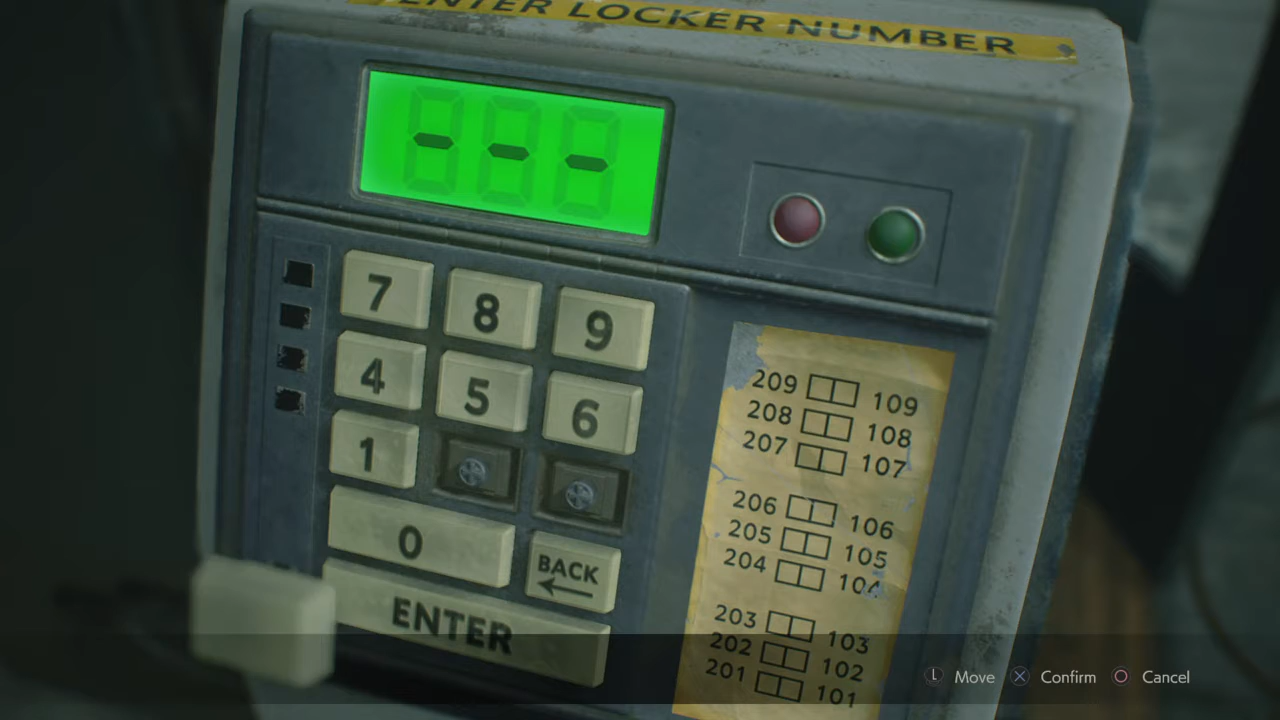 ENTER LOCKER NUMBER
- - -
7 8 9
4 5 6
1
0 BACK
ENTER
209 109
208 108
207 107
206 106
205 105
204 104
203 103
202 102
201 101
L Move Confirm Cancel